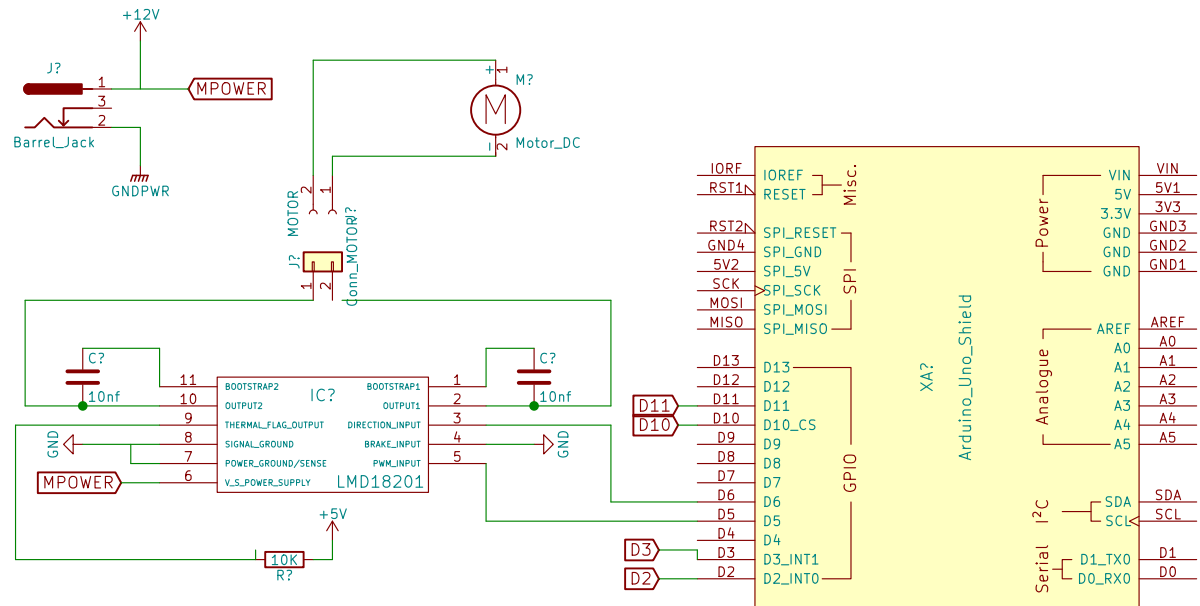 +12V
J?
1
3
2
MPOWER
Barrel_Jack
GNDPWR
+
1
M?
M
-
2
Motor_DC
MOTOR
2
1
J?
Conn_MOTOR
J?
1
2
C?
10nf
C?
10nf
11
10
9
8
7
6
BOOTSTRAP2
OUTPUT2
THERMAL_FLAG_OUTPUT
SIGNAL_GROUND
POWER_GROUND/SENSE
V_S_POWER_SUPPLY
IC?
LMD18201
BOOTSTRAP1
OUTPUT1
DIRECTION_INPUT
BRAKE_INPUT
PWM_INPUT
1
2
3
4
5
GND
GND
MPOWER
+5V
10K
R?
D11
D10
D3
D2
IORF
RST1
RST2
GND4
5V2
SCK
MOSI
MISO
D13
D12
D11
D10
D9
D8
D7
D6
D5
D4
D3
D2
IOREF
RESET
Misc.
SPI_RESET
SPI_GND
SPI_5V
SPI_SCK
SPI_MOSI
SPI_MISO
SPI
D13
D12
D11
D10_CS
D9
D8
D7
D6
D5
D4
D3_INT1
D2_INT0
GPIO
XA?
Arduino_Uno_Shield
Power
VIN
5V
3.3V
GND
GND
GND
Analogue
AREF
A0
A1
A2
A3
A4
A5
I²C
SDA
SCL
Serial
D1_TX0
D0_RX0
VIN
5V1
3V3
GND3
GND2
GND1
AREF
A0
A1
A2
A3
A4
A5
SDA
SCL
D1
D0